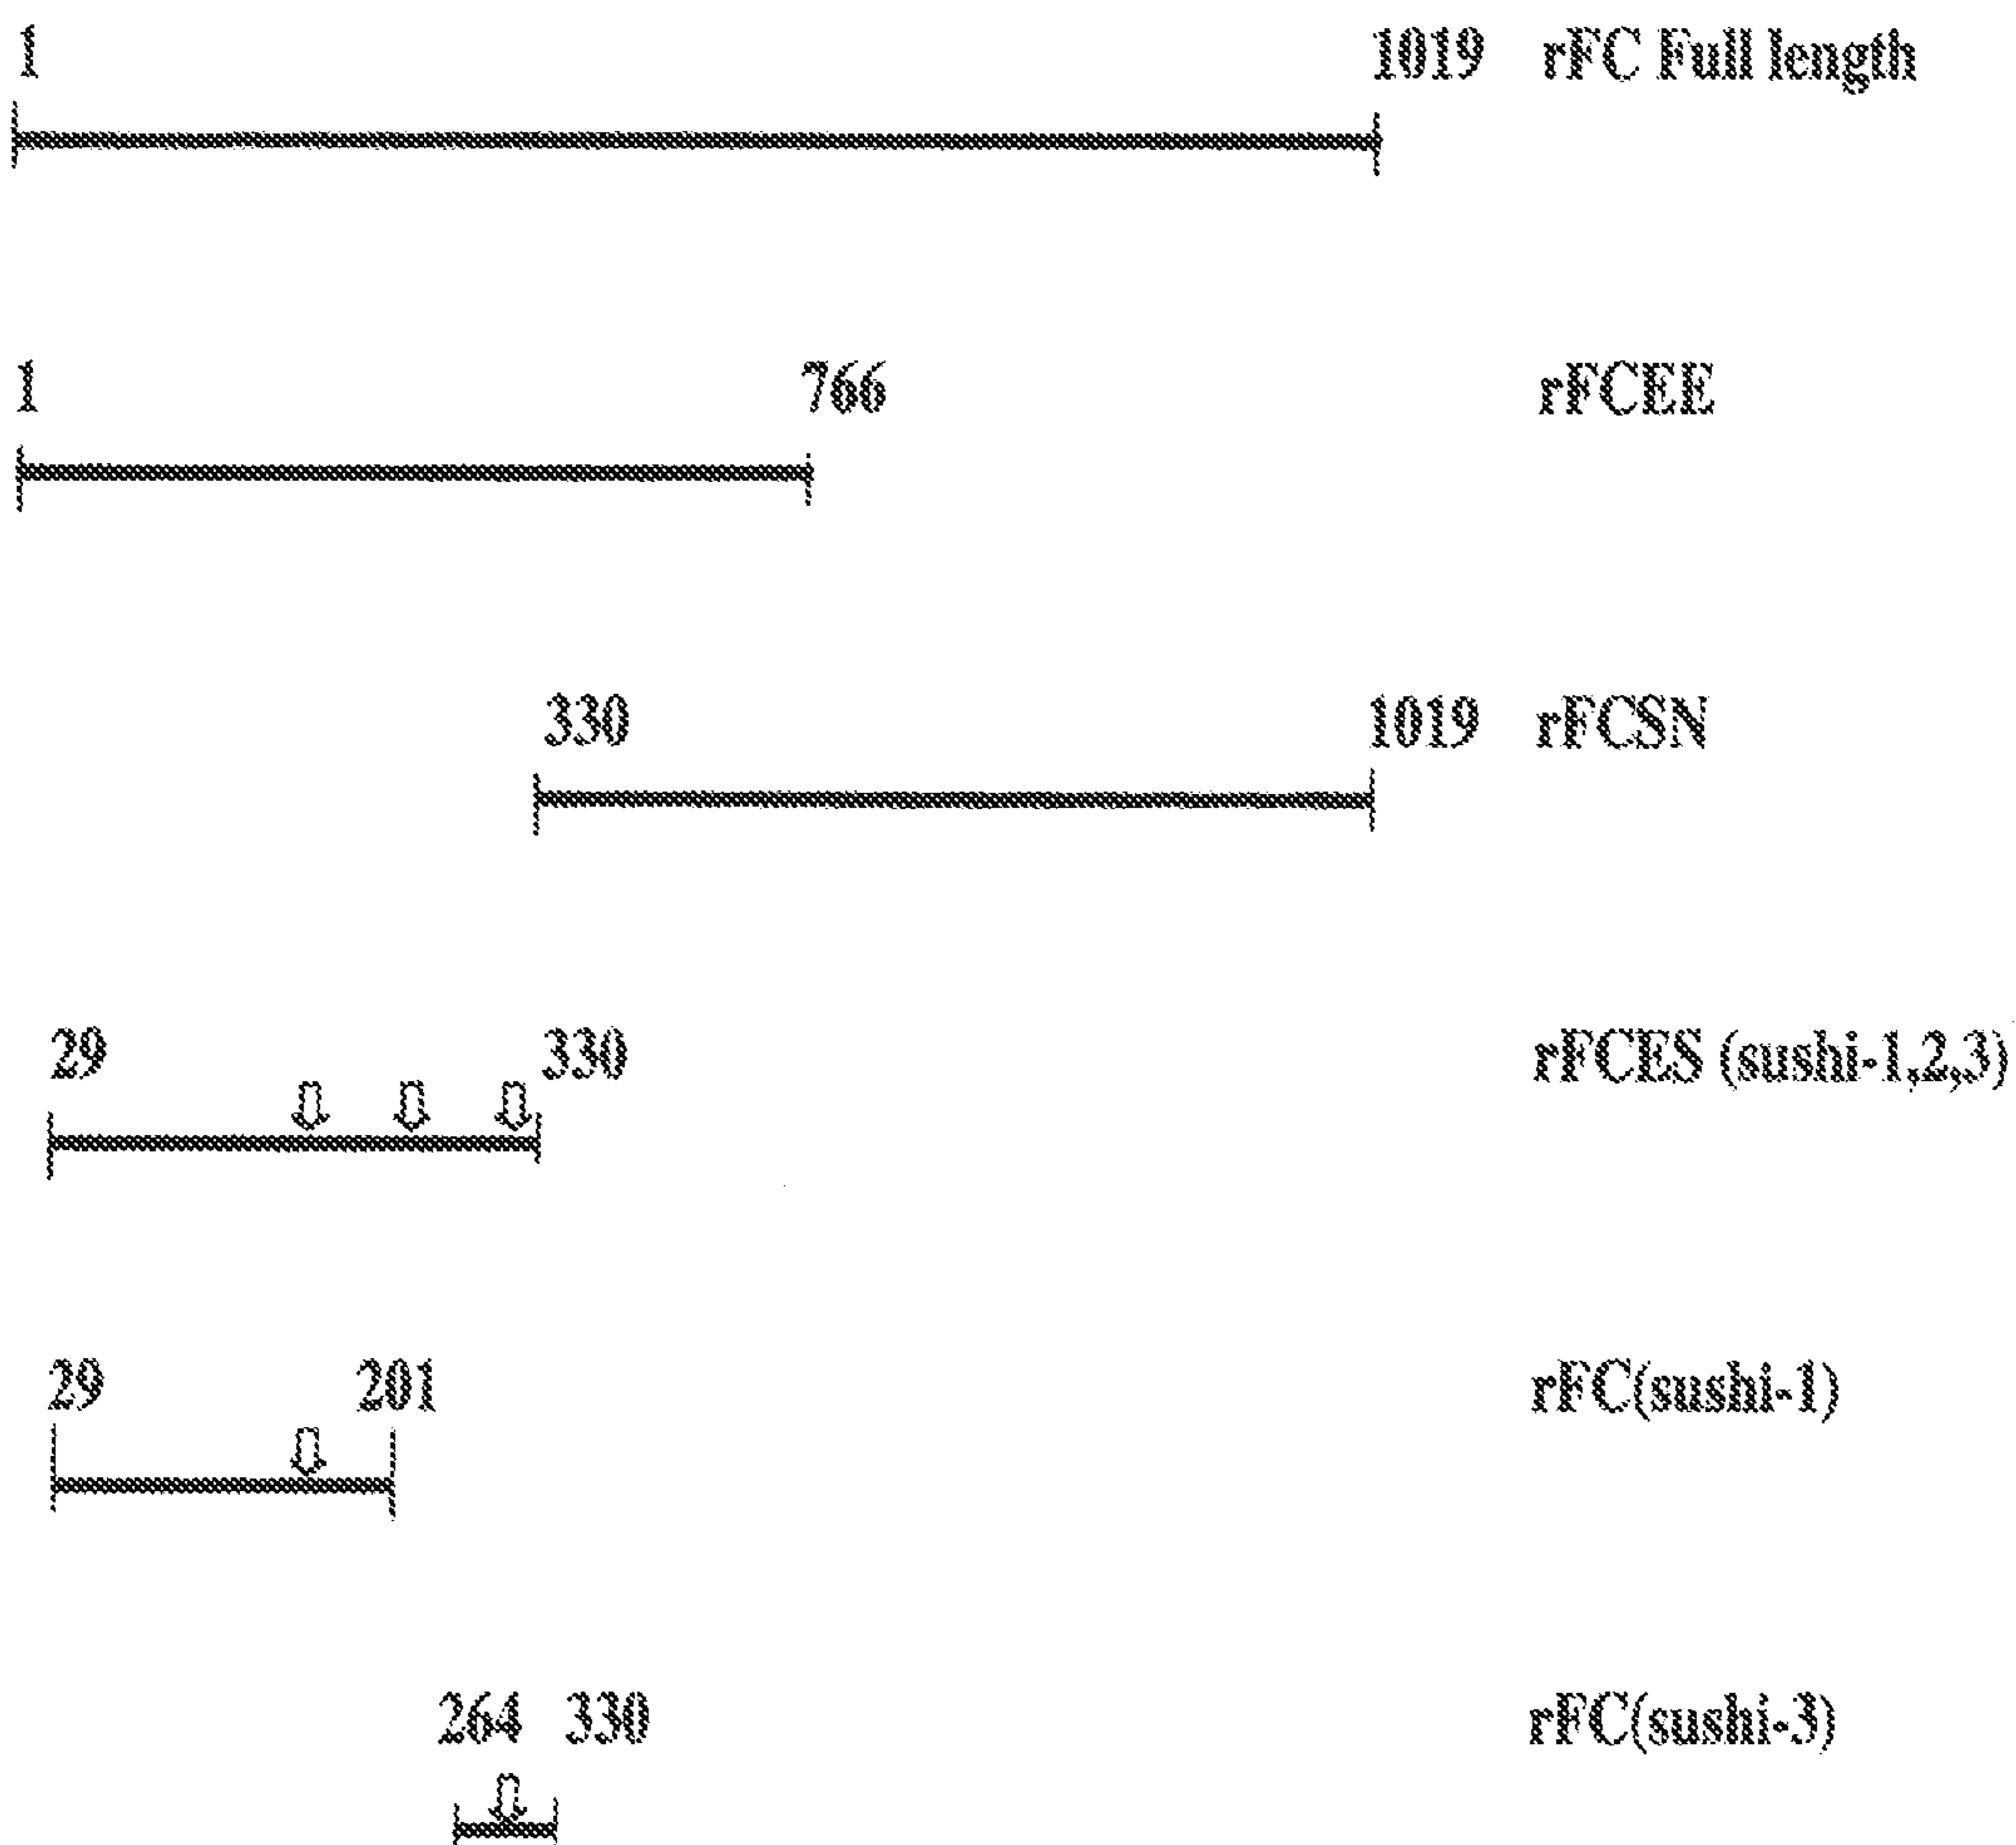 1 1019 rFC Full length
1 766 rFCEE
330 1019 rFCSN
29 330 rFCES (sushi-1,2,3)
29 201 rFC(sushi-1)
264 330 rFC(sushi-3)